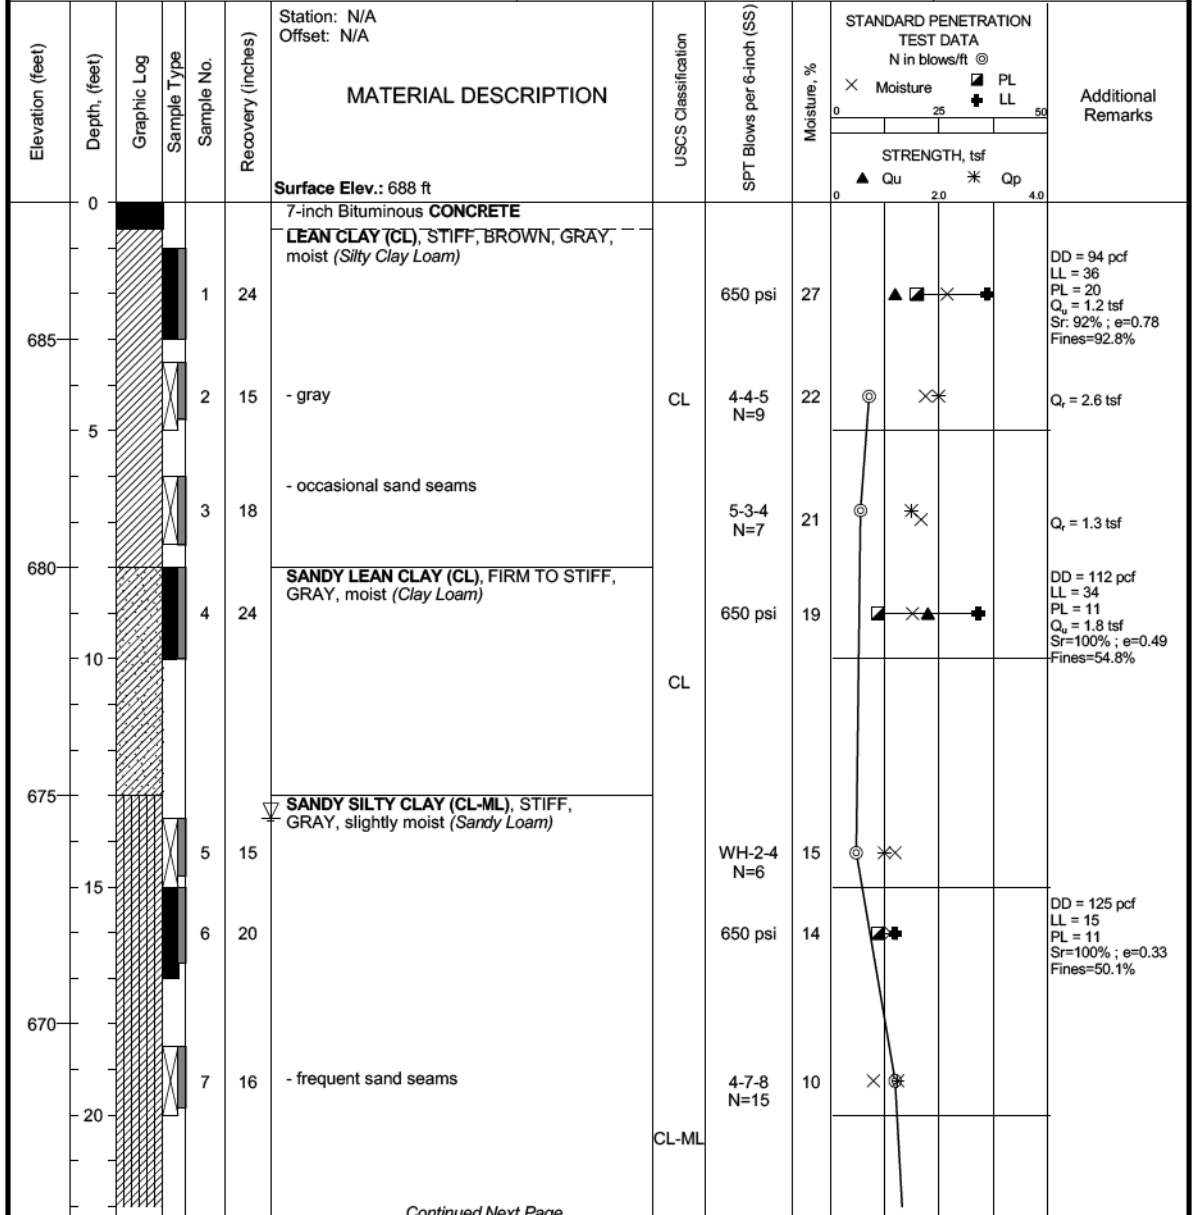 Station: N/A
Offset: N/A
Elevation (feet)
Depth, (feet)
Graphic Log
Sample Type
Sample No.
Recovery (inches)
MATERIAL DESCRIPTION
Surface Elev.: 688 ft
USCS Classification
SPT Blows per 6-inch (SS)
Moisture, %
STANDARD PENETRATION
TEST DATA
N in blows/ft
Moisture
PL
LL
0 25 50
STRENGTH, tsf
Qu Qp
0 2.0 4.0
Additional
Remarks
0
7-inch Bituminous CONCRETE
LEAN CLAY (CL), STIFF, BROWN, GRAY,
moist (Silty Clay Loam)
1 24 650 psi 27
DD = 94 pcf
LL = 36
PL = 20
Qu = 1.2 tsf
Sr: 92% ; e=0.78
Fines=92.8%
685
2 15 - gray CL 4-4-5 22
N=9
Qr = 2.6 tsf
5
- occasional sand seams
3 18 5-3-4 21
N=7
Qr = 1.3 tsf
680
SANDY LEAN CLAY (CL), FIRM TO STIFF,
GRAY, moist (Clay Loam)
4 24 650 psi 19
DD = 112 pcf
LL = 34
PL = 11
Qu = 1.8 tsf
Sr=100% ; e=0.49
Fines=54.8%
10
CL
675
SANDY SILTY CLAY (CL-ML), STIFF,
GRAY, slightly moist (Sandy Loam)
5 15 WH-2-4 15
N=6
15
6 20 650 psi 14
DD = 125 pcf
LL = 15
PL = 11
Sr=100% ; e=0.33
Fines=50.1%
670
7 16 - frequent sand seams 4-7-8 10
N=15
20
CL-ML
Continued Next Page